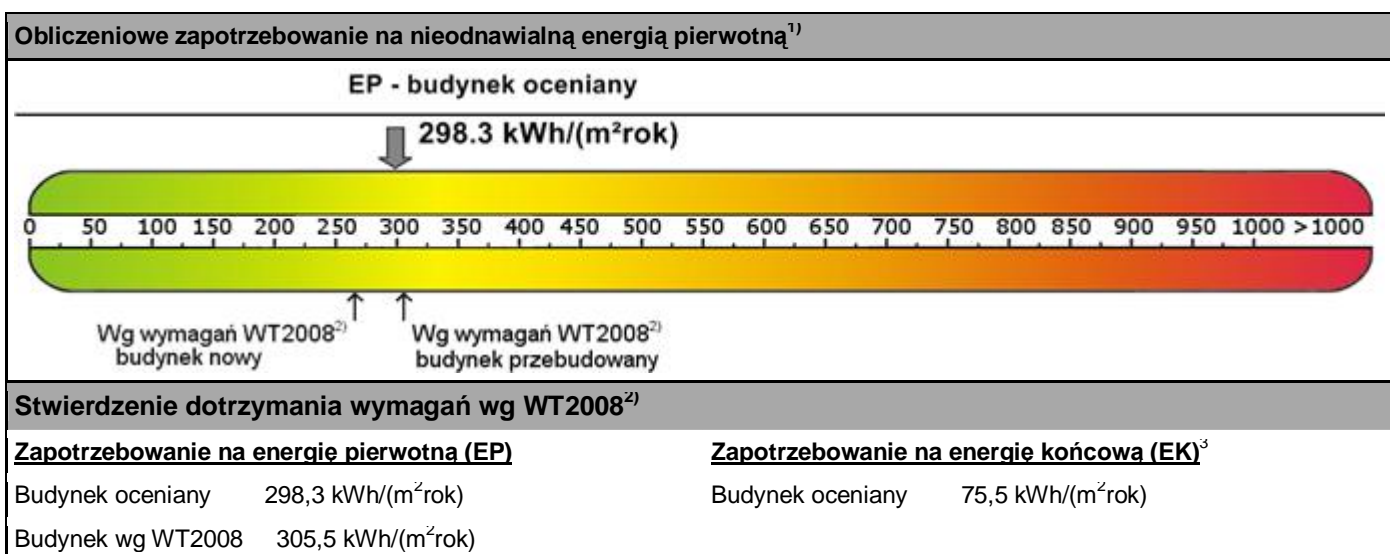 Obliczeniowe zapotrzebowanie na nieodnawialną energią pierwotną¹⁾
EP - budynek oceniany
298.3 kWh/(m²rok)
0 50 100 150 200 250 300 350 400 450 500 550 600 650 700 750 800 850 900 950 1000 >1000
Wg wymagań WT2008²⁾ Wg wymagań WT2008²⁾
budynek nowy budynek przebudowany
Stwierdzenie dotrzymania wymagań wg WT2008²⁾
Zapotrzebowanie na energię pierwotną (EP) Zapotrzebowanie na energię końcową (EK)³
Budynek oceniany 298,3 kWh/(m²rok) Budynek oceniany 75,5 kWh/(m²rok)
Budynek wg WT2008 305,5 kWh/(m²rok)